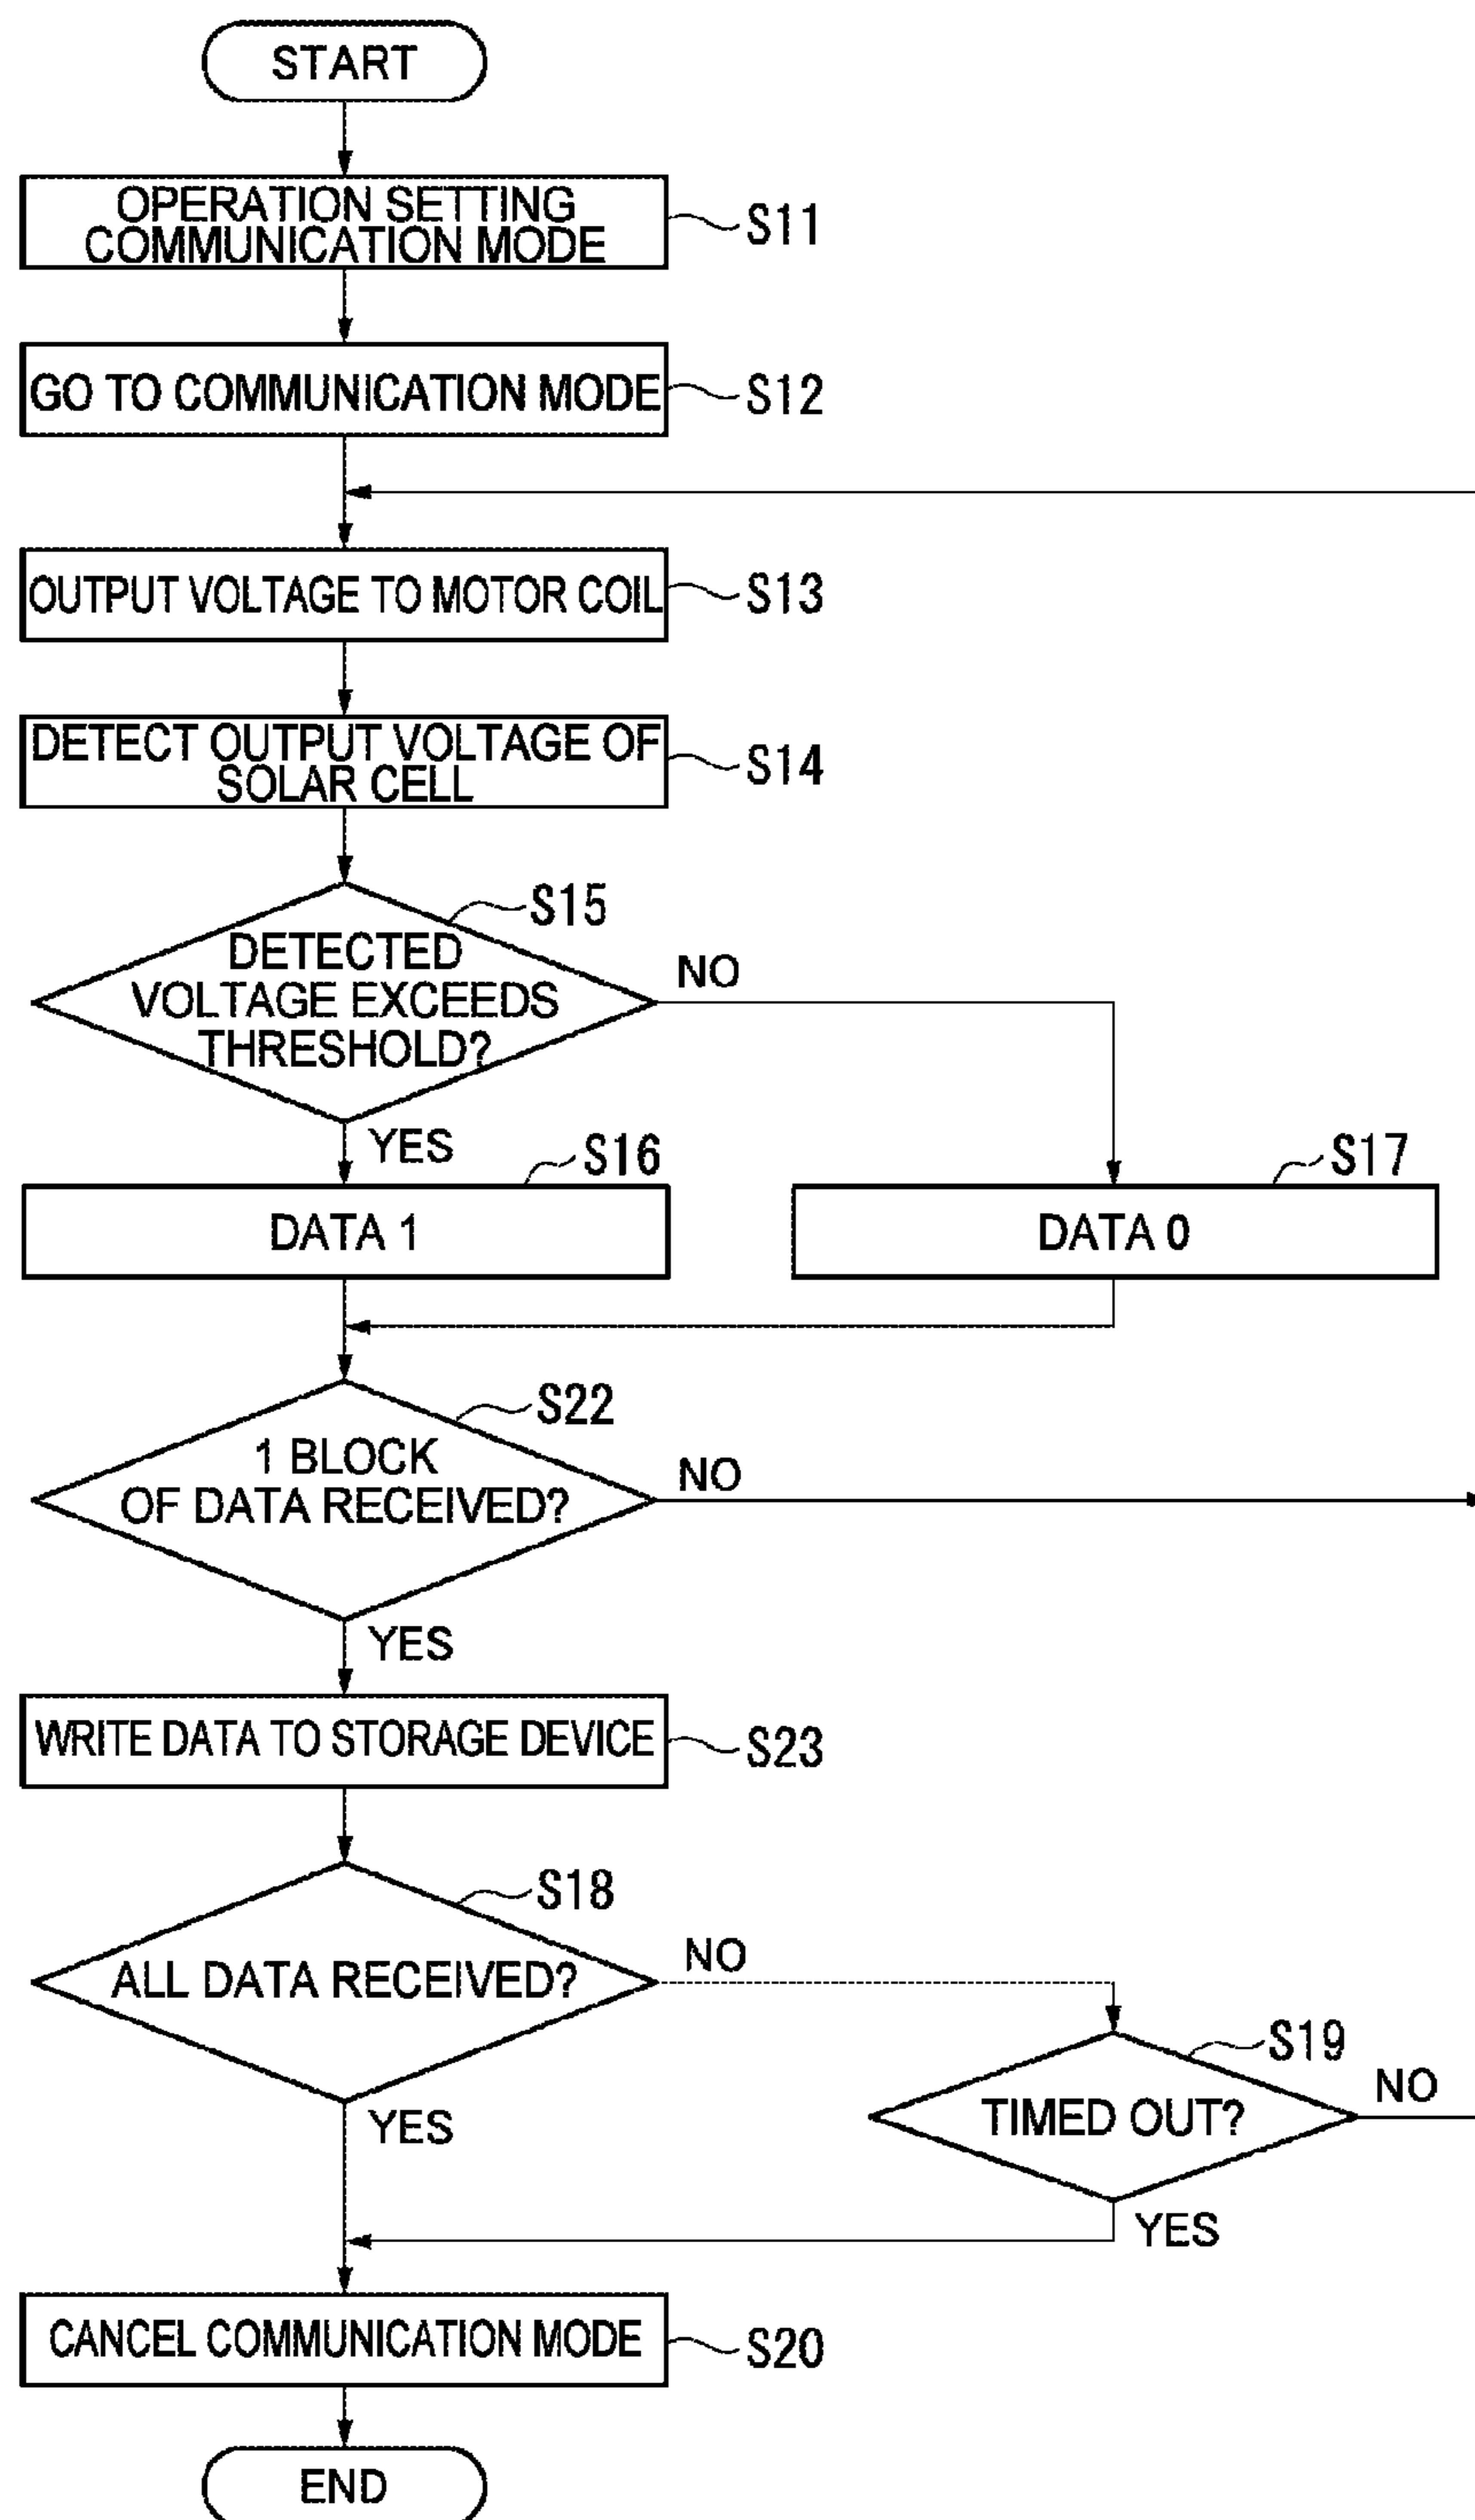 START
OPERATION SETTING
COMMUNICATION MODE
S11
GO TO COMMUNICATION MODE
S12
OUTPUT VOLTAGE TO MOTOR COIL
S13
DETECT OUTPUT VOLTAGE OF
SOLAR CELL
S14
S15
DETECTED
VOLTAGE EXCEEDS
THRESHOLD?
NO
YES
S16
S17
DATA 1
DATA 0
S22
1 BLOCK
OF DATA RECEIVED?
NO
YES
WRITE DATA TO STORAGE DEVICE
S23
S18
ALL DATA RECEIVED?
NO
S19
TIMED OUT?
NO
YES
YES
CANCEL COMMUNICATION MODE
S20
END